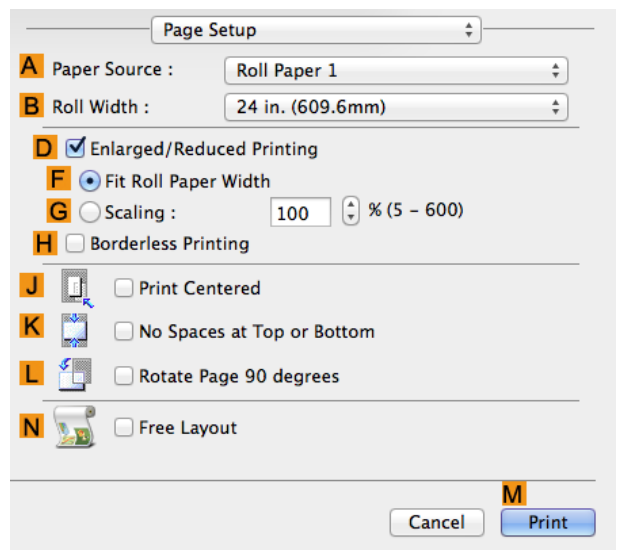 Page Setup
A Paper Source : Roll Paper 1
B Roll Width : 24 in. (609.6mm)
D Enlarged/Reduced Printing
F Fit Roll Paper Width
G Scaling : 100 % (5 – 600)
H Borderless Printing
J Print Centered
K No Spaces at Top or Bottom
L Rotate Page 90 degrees
N Free Layout
M
Cancel Print